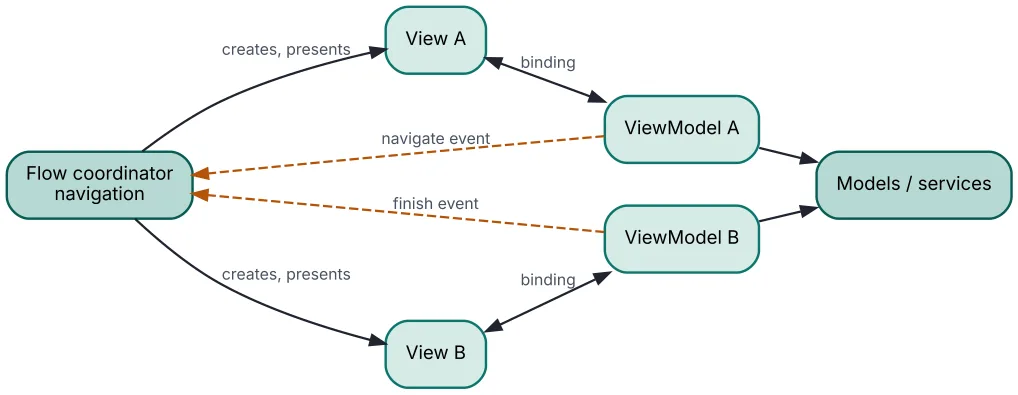 View A
creates, presents
binding
ViewModel A
navigate event
Flow coordinator
navigation
Models / services
finish event
ViewModel B
creates, presents
binding
View B